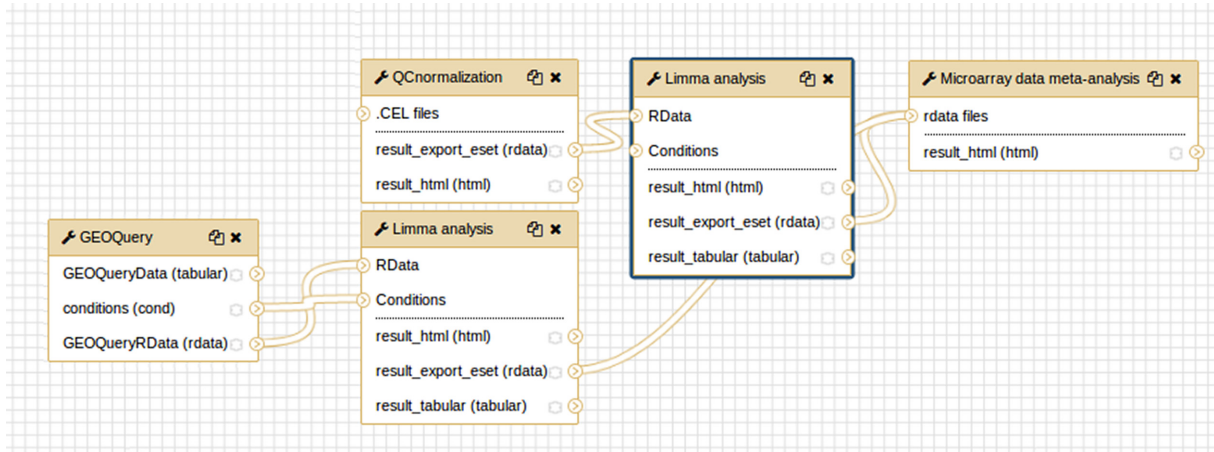 QCnormalization
.CEL files
result_export_eset (rdata)
result_html (html)
Limma analysis
RData
Conditions
result_html (html)
result_export_eset (rdata)
result_tabular (tabular)
Microarray data meta-analysis
rdata files
result_html (html)
GEOQuery
GEOQueryData (tabular)
conditions (cond)
GEOQueryRData (rdata)
Limma analysis
RData
Conditions
result_html (html)
result_export_eset (rdata)
result_tabular (tabular)